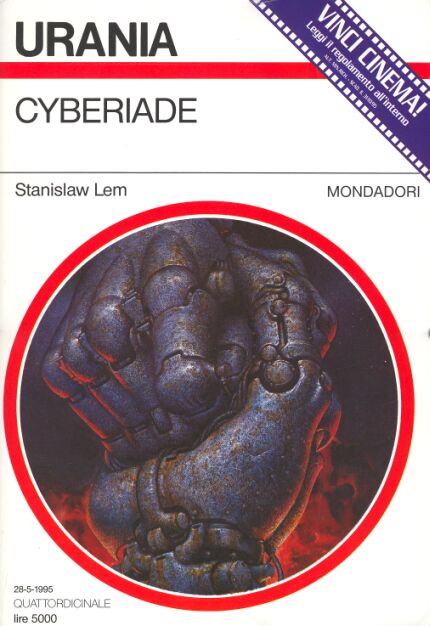 URANIA
VINCI CINEMA!
Leggi il regolamento all'interno
CYBERIADE
Stanislaw Lem
MONDADORI
28-5-1995
QUATTORDICINALE
lire 5000